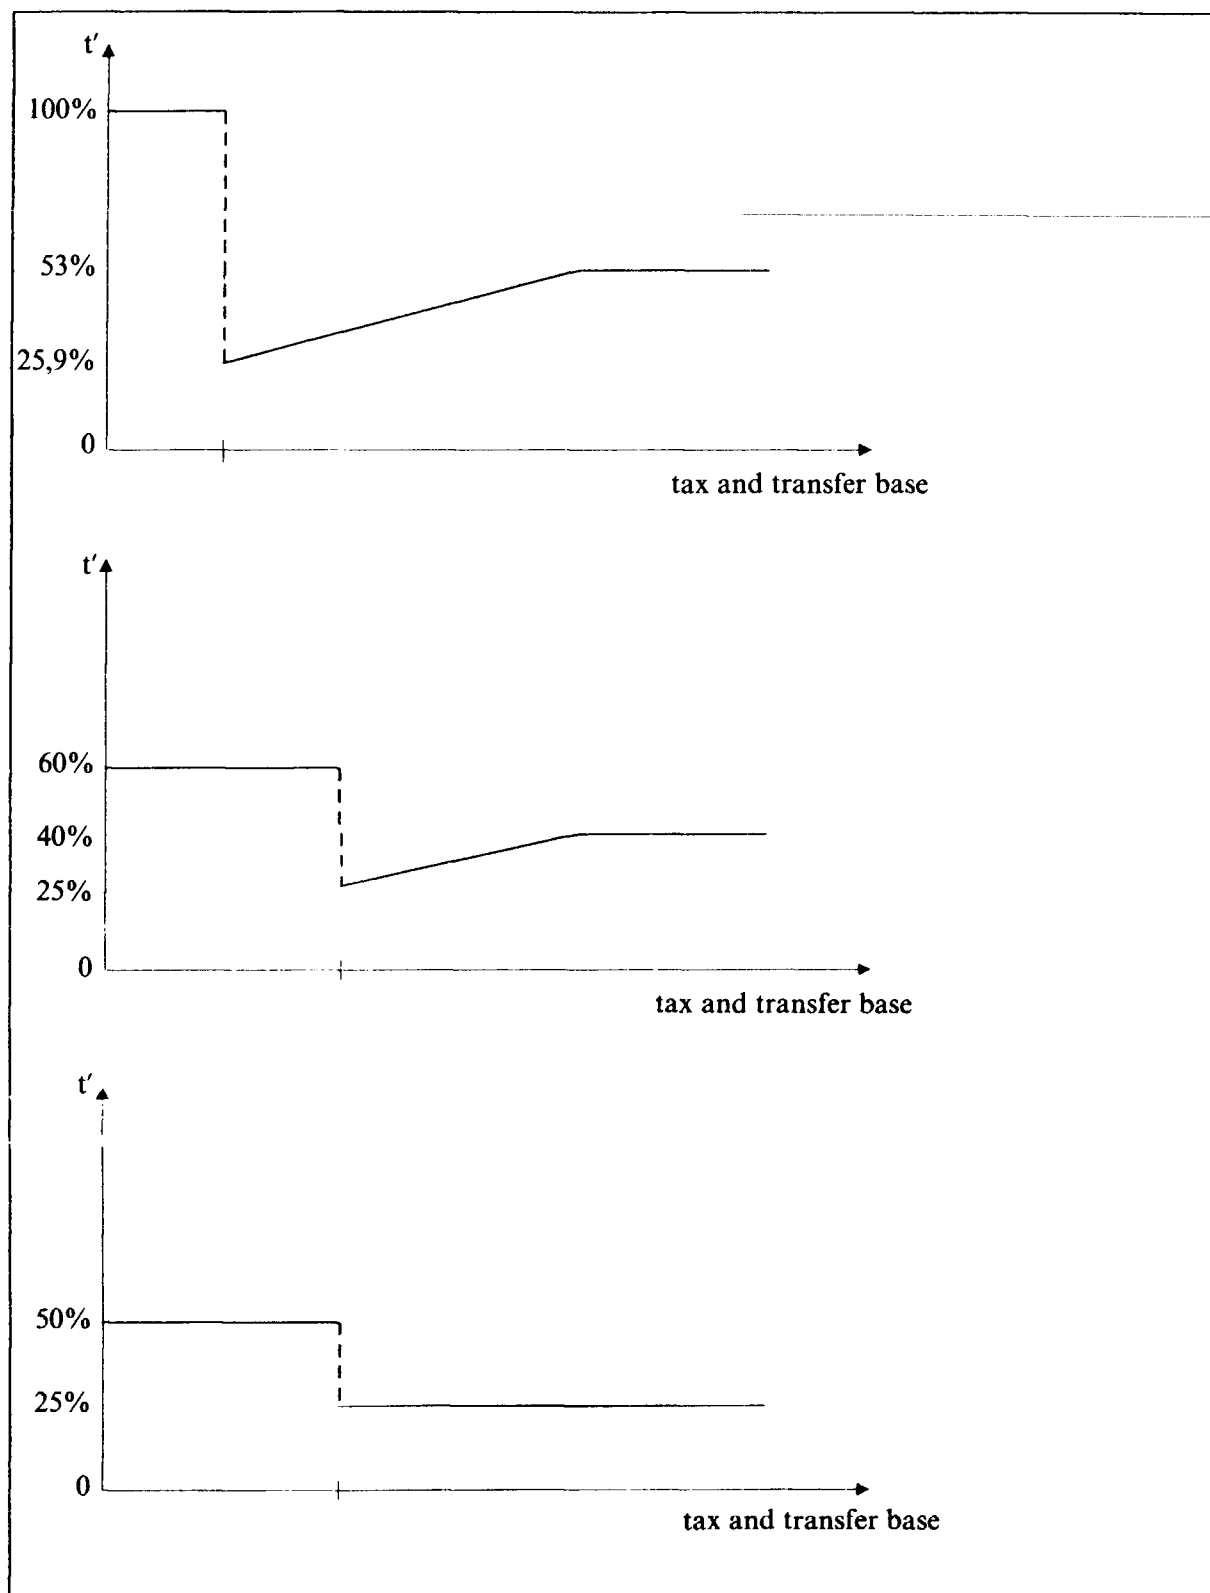 t′
100%
53%
25,9%
0
tax and transfer base
t′
60%
40%
25%
0
tax and transfer base
t′
50%
25%
0
tax and transfer base